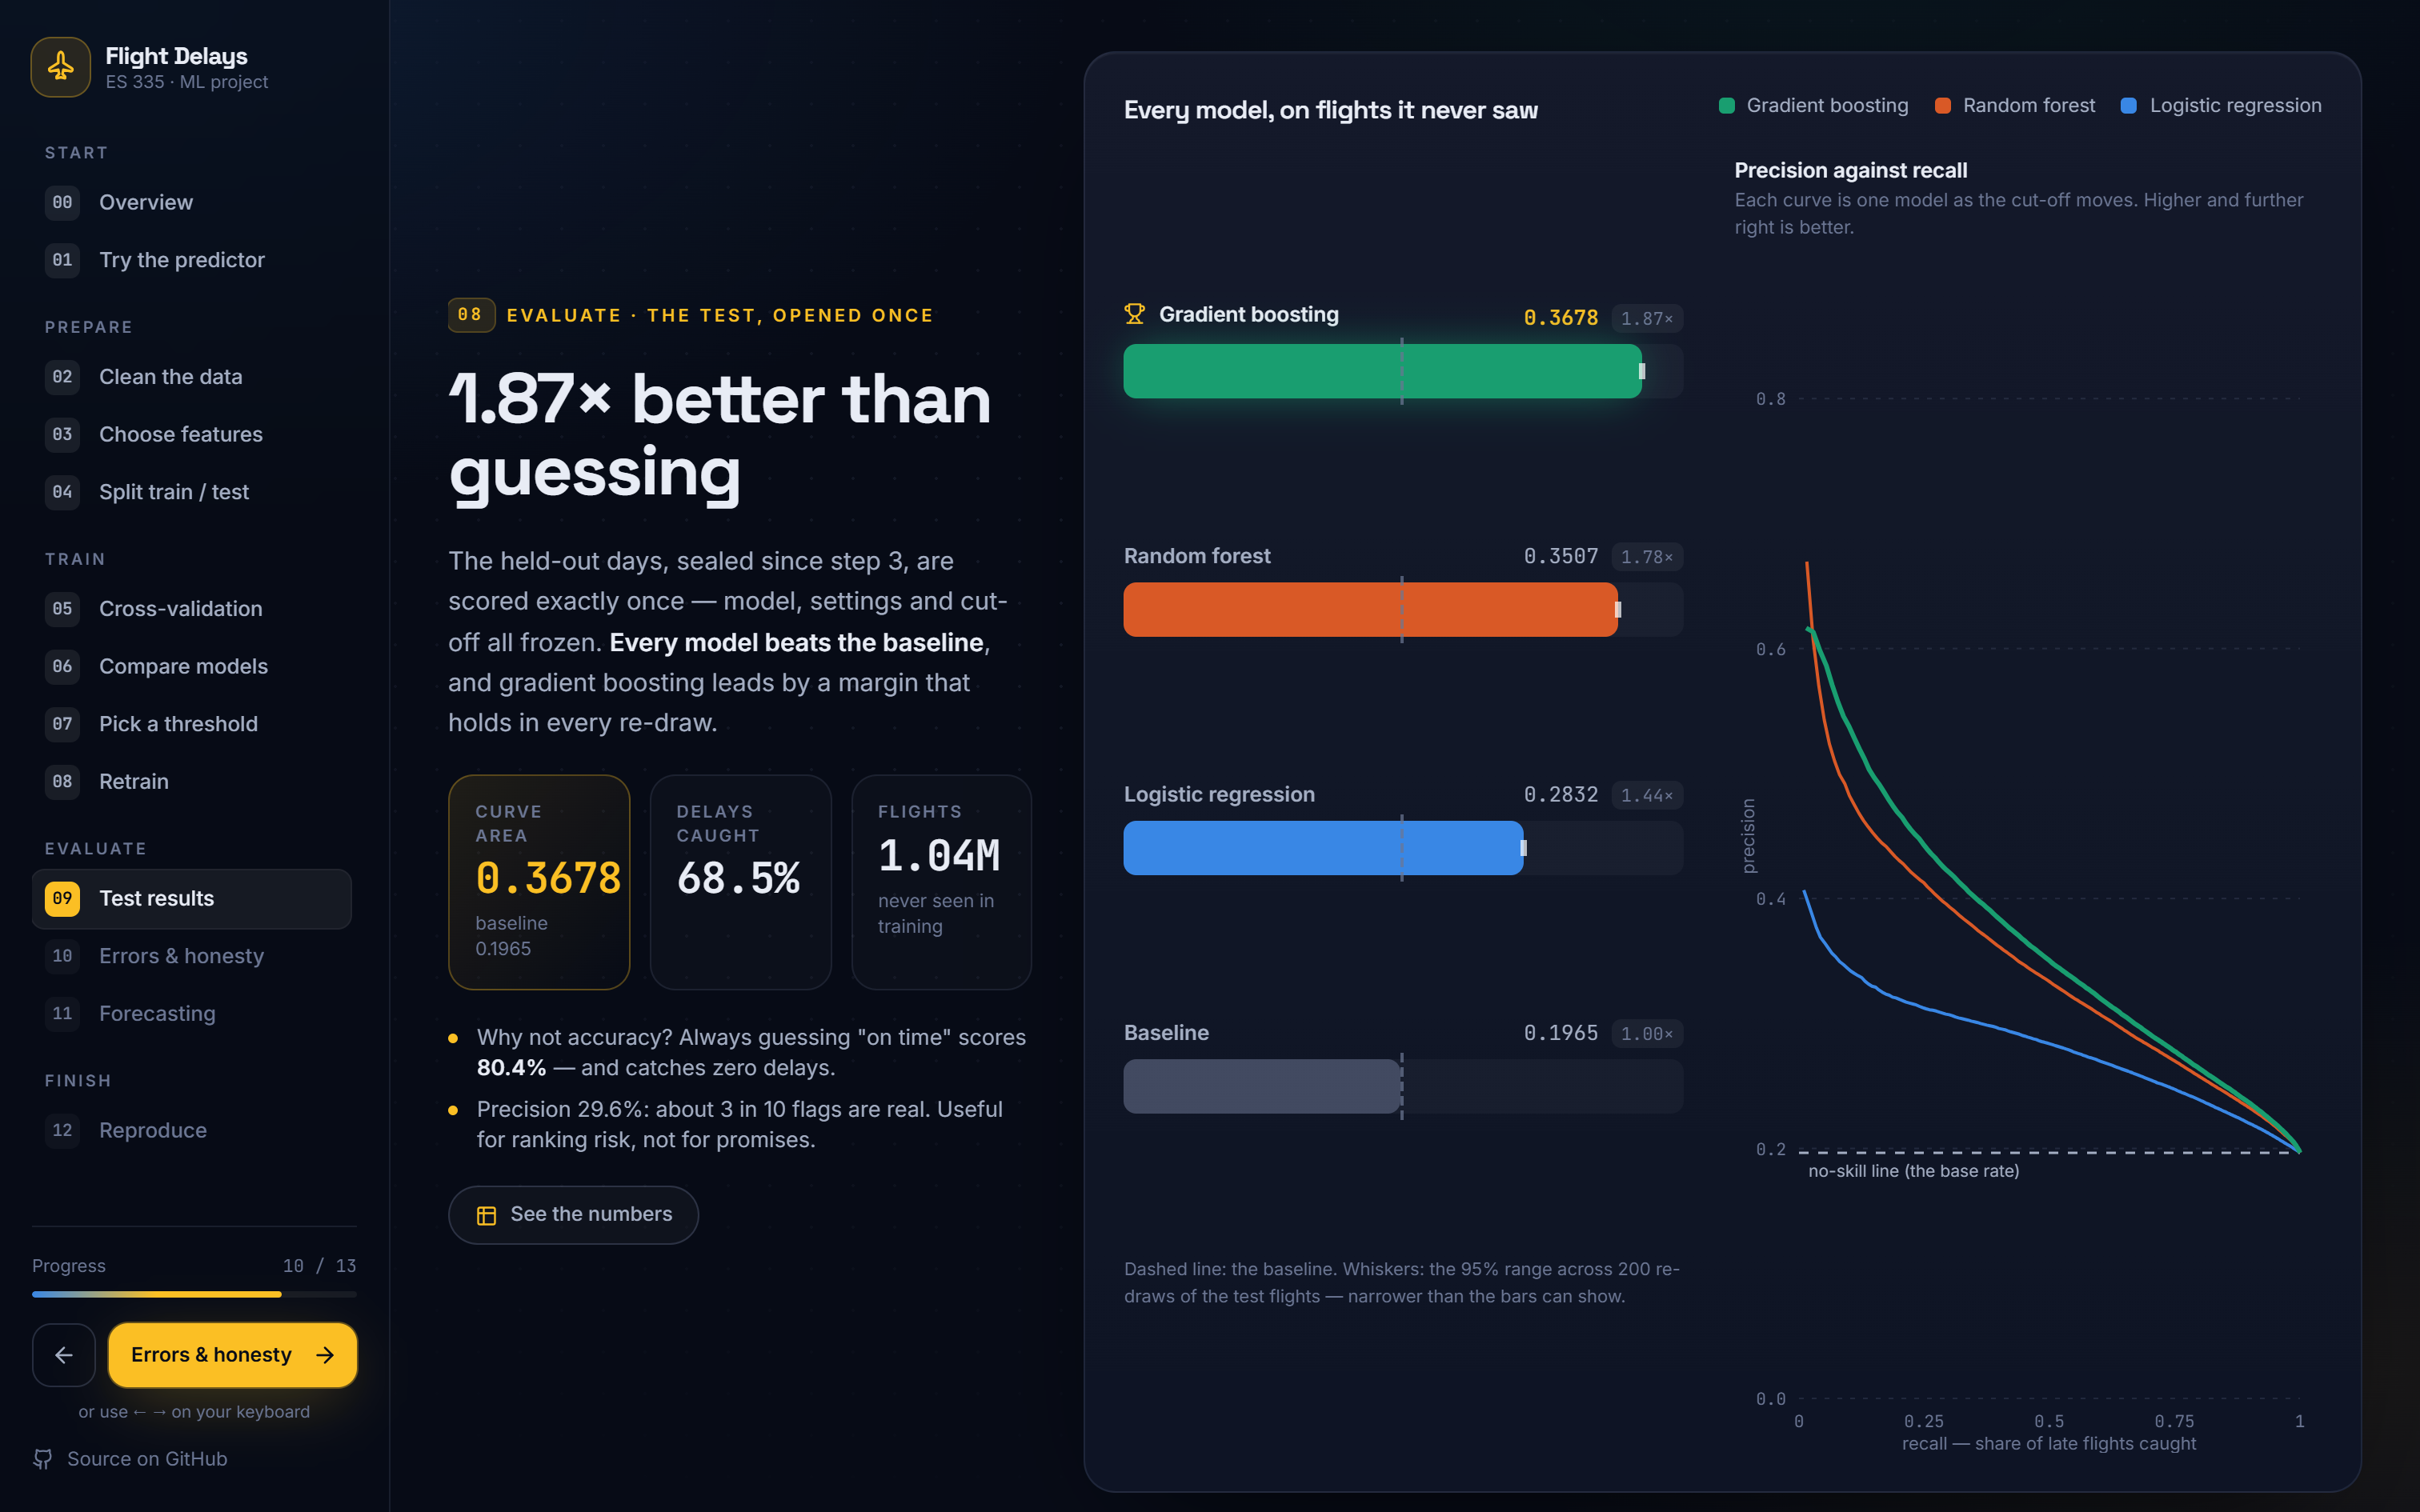 Flight Delays
ES 335 · ML project
START
00 Overview
01 Try the predictor
PREPARE
02 Clean the data
03 Choose features
04 Split train / test
TRAIN
05 Cross-validation
06 Compare models
07 Pick a threshold
08 Retrain
EVALUATE
09 Test results
10 Errors & honesty
11 Forecasting
FINISH
12 Reproduce
Progress 10 / 13
← Errors & honesty →
or use ← → on your keyboard
Source on GitHub
08 EVALUATE · THE TEST, OPENED ONCE
1.87× better than
guessing
The held-out days, sealed since step 3, are
scored exactly once — model, settings and cut-
off all frozen. Every model beats the baseline,
and gradient boosting leads by a margin that
holds in every re-draw.
CURVE
AREA
0.3678
baseline
0.1965
DELAYS
CAUGHT
68.5%
FLIGHTS
1.04M
never seen in
training
Why not accuracy? Always guessing "on time" scores
80.4% — and catches zero delays.
Precision 29.6%: about 3 in 10 flags are real. Useful
for ranking risk, not for promises.
See the numbers
Every model, on flights it never saw
Gradient boosting Random forest Logistic regression
Gradient boosting 0.3678 1.87×
Random forest 0.3507 1.78×
Logistic regression 0.2832 1.44×
Baseline 0.1965 1.00×
Dashed line: the baseline. Whiskers: the 95% range across 200 re-
draws of the test flights — narrower than the bars can show.
Precision against recall
Each curve is one model as the cut-off moves. Higher and further
right is better.
0.8
0.6
precision
0.4
0.2
no-skill line (the base rate)
0.0
0 0.25 0.5 0.75 1
recall — share of late flights caught